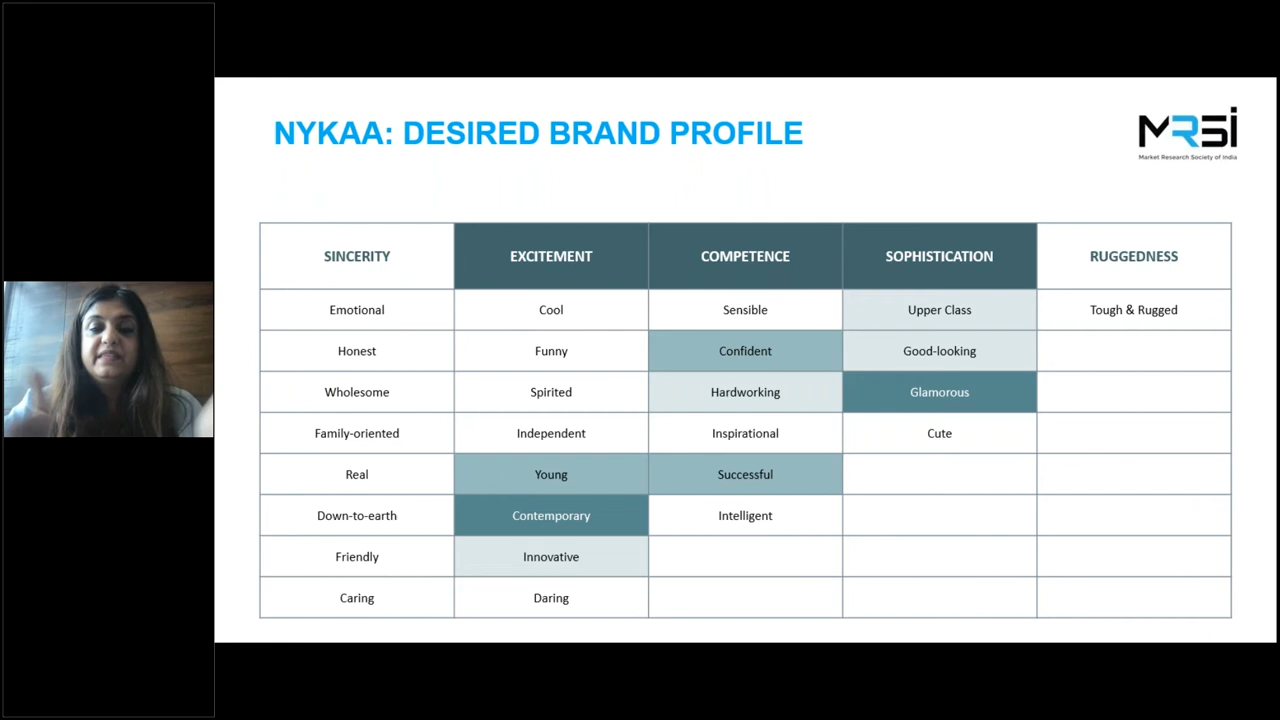 NYKAA: DESIRED BRAND PROFILE
MRSI
Market Research Society of India
SINCERITY EXCITEMENT COMPETENCE SOPHISTICATION RUGGEDNESS
Emotional Cool Sensible Upper Class Tough & Rugged
Honest Funny Confident Good-looking
Wholesome Spirited Hardworking Glamorous
Family-oriented Independent Inspirational Cute
Real Young Successful
Down-to-earth Contemporary Intelligent
Friendly Innovative
Caring Daring